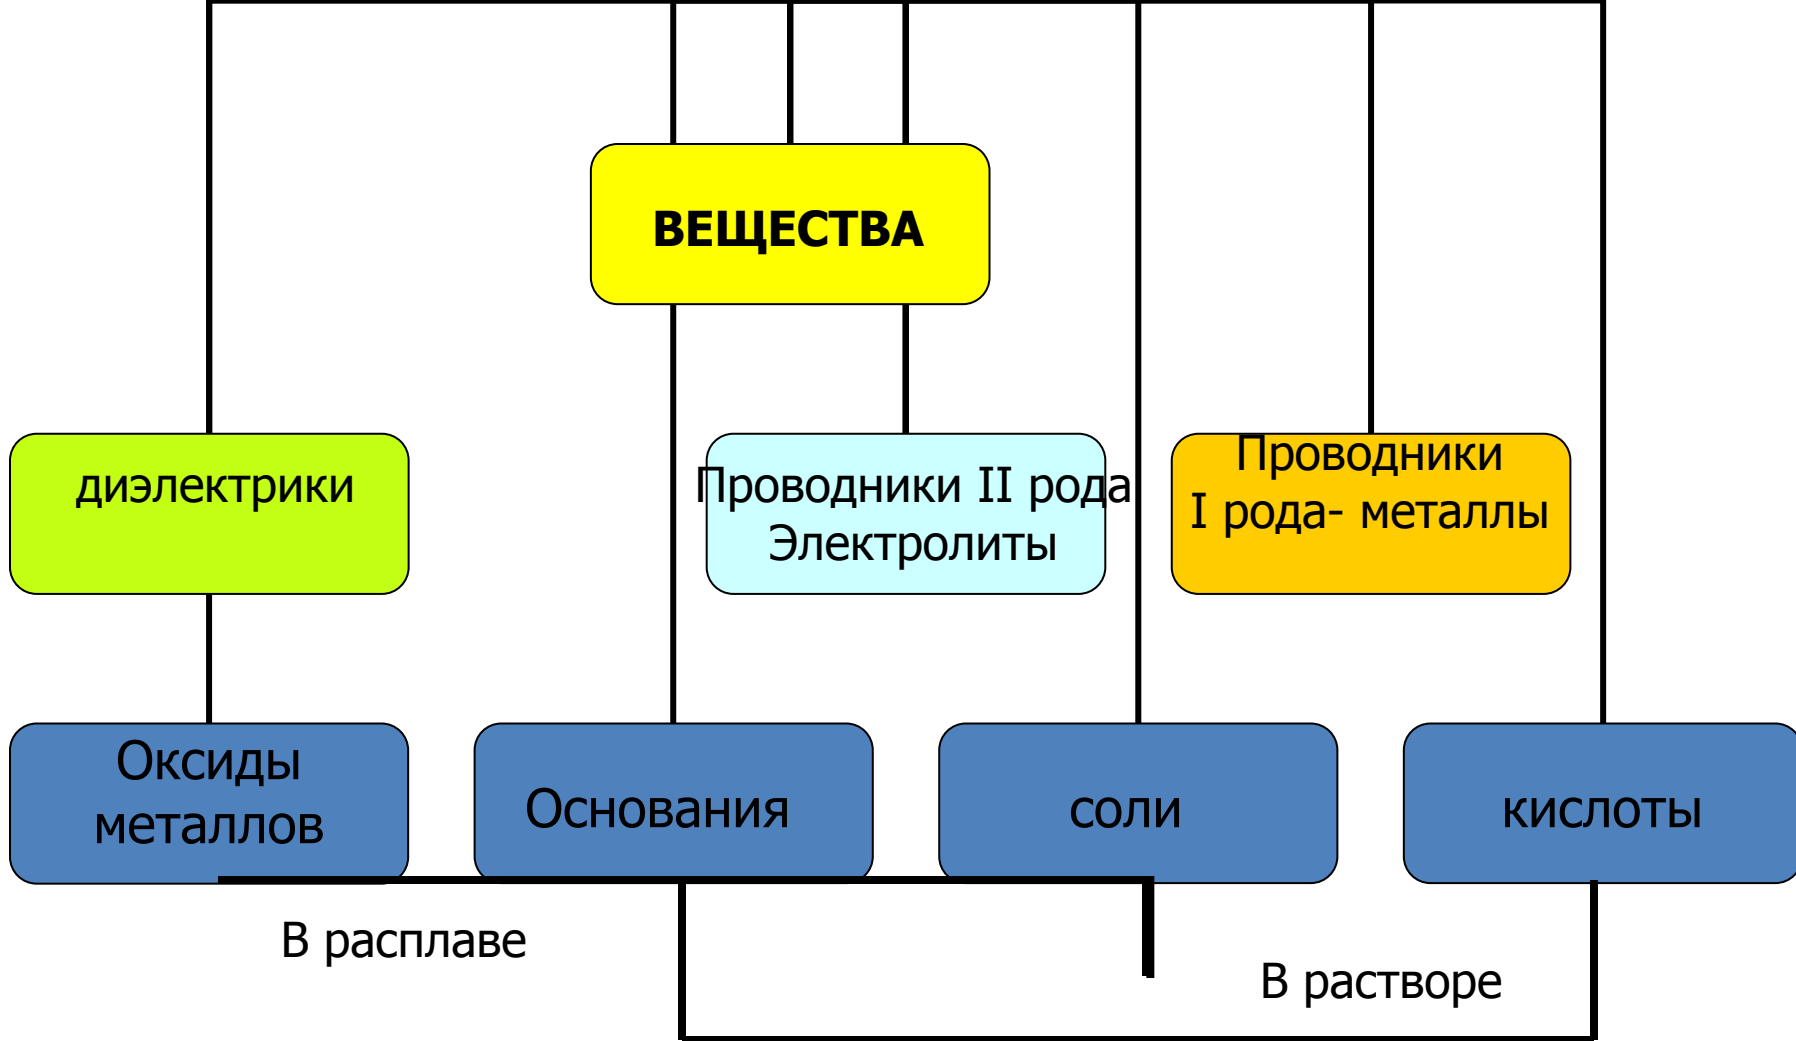 ВЕЩЕСТВА
диэлектрики
Проводники II рода
Электролиты
Проводники
I рода- металлы
Оксиды
металлов
Основания
соли
кислоты
В расплаве
В растворе